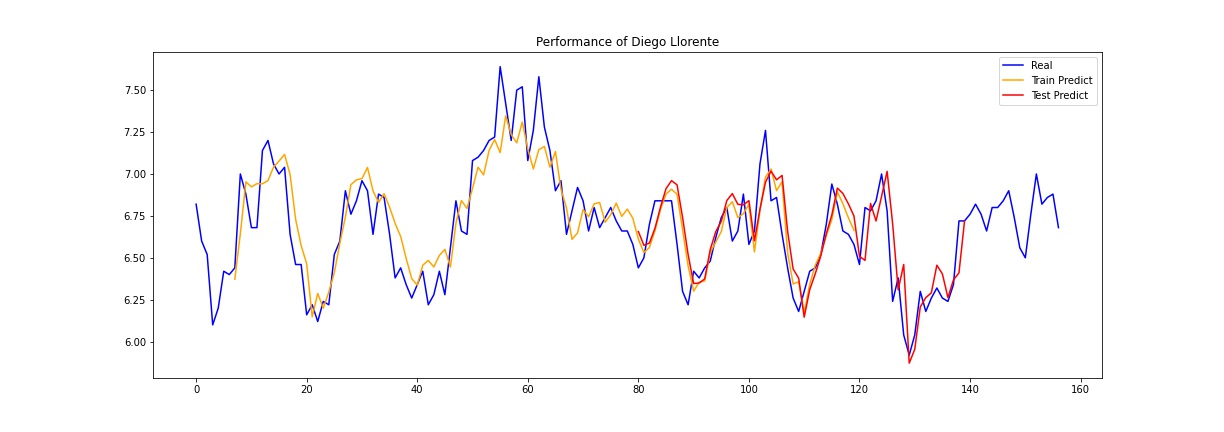 Performance of Diego Llorente
Real
Train Predict
Test Predict
7.50
7.25
7.00
6.75
6.50
6.25
6.00
0 20 40 60 80 100 120 140 160